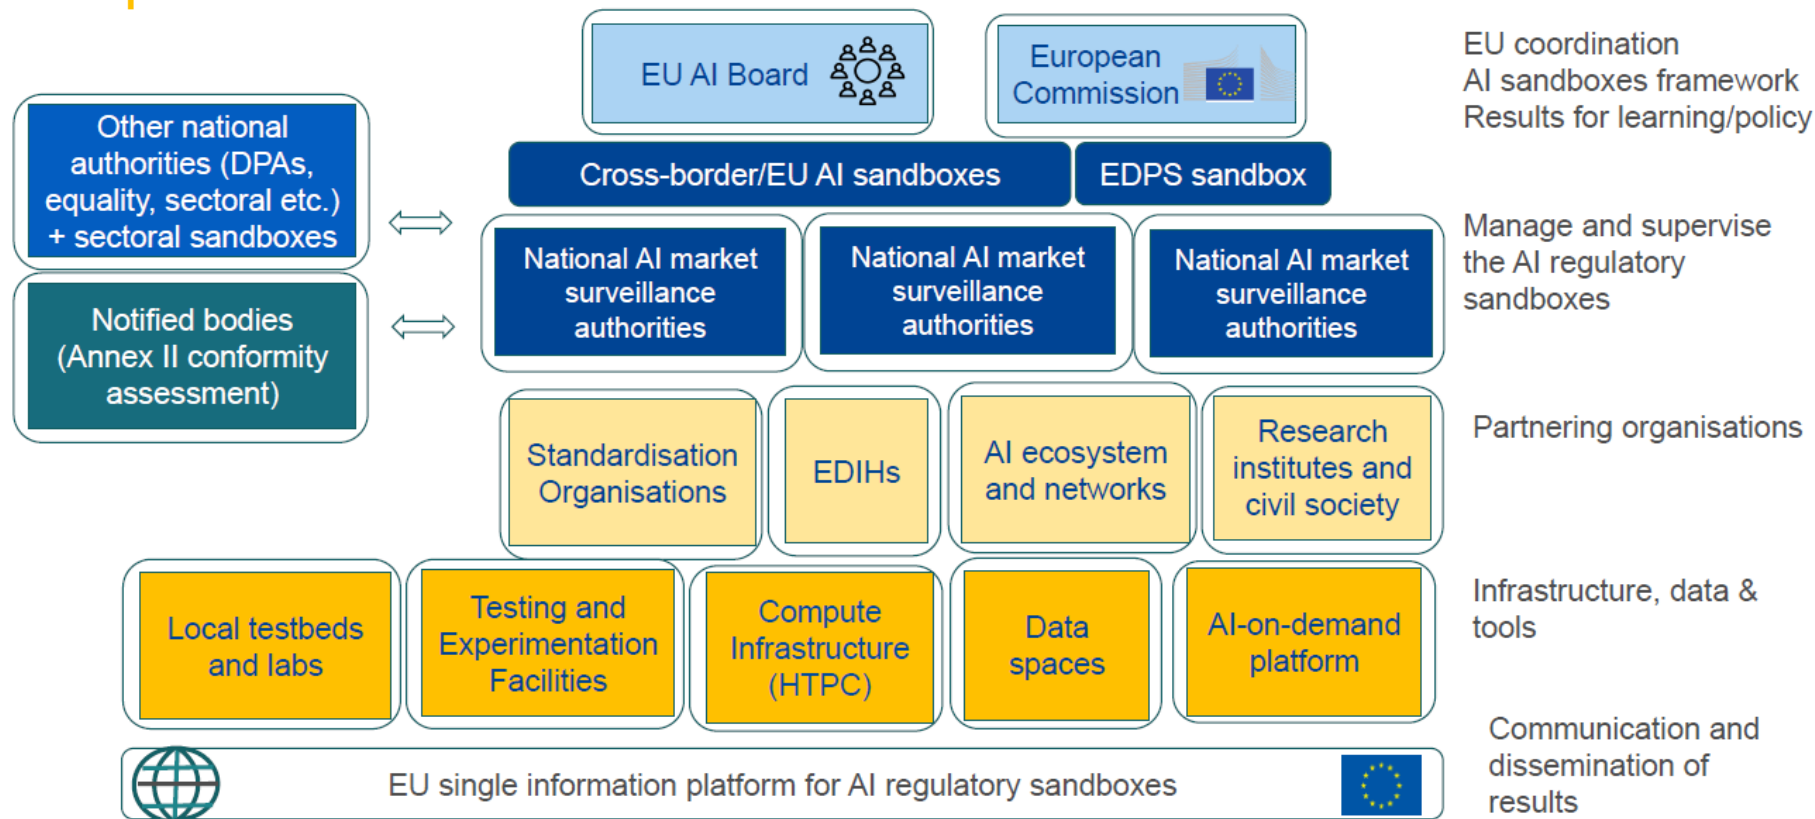 EU AI Board
European
Commission
EU coordination
AI sandboxes framework
Results for learning/policy
Other national
authorities (DPAs,
equality, sectoral etc.)
+ sectoral sandboxes
Cross-border/EU AI sandboxes
EDPS sandbox
National AI market
surveillance
authorities
National AI market
surveillance
authorities
National AI market
surveillance
authorities
Manage and supervise
the AI regulatory
sandboxes
Notified bodies
(Annex II conformity
assessment)
Standardisation
Organisations
EDIHs
AI ecosystem
and networks
Research
institutes and
civil society
Partnering organisations
Local testbeds
and labs
Testing and
Experimentation
Facilities
Compute
Infrastructure
(HTPC)
Data
spaces
AI-on-demand
platform
Infrastructure, data &
tools
EU single information platform for AI regulatory sandboxes
Communication and
dissemination of
results